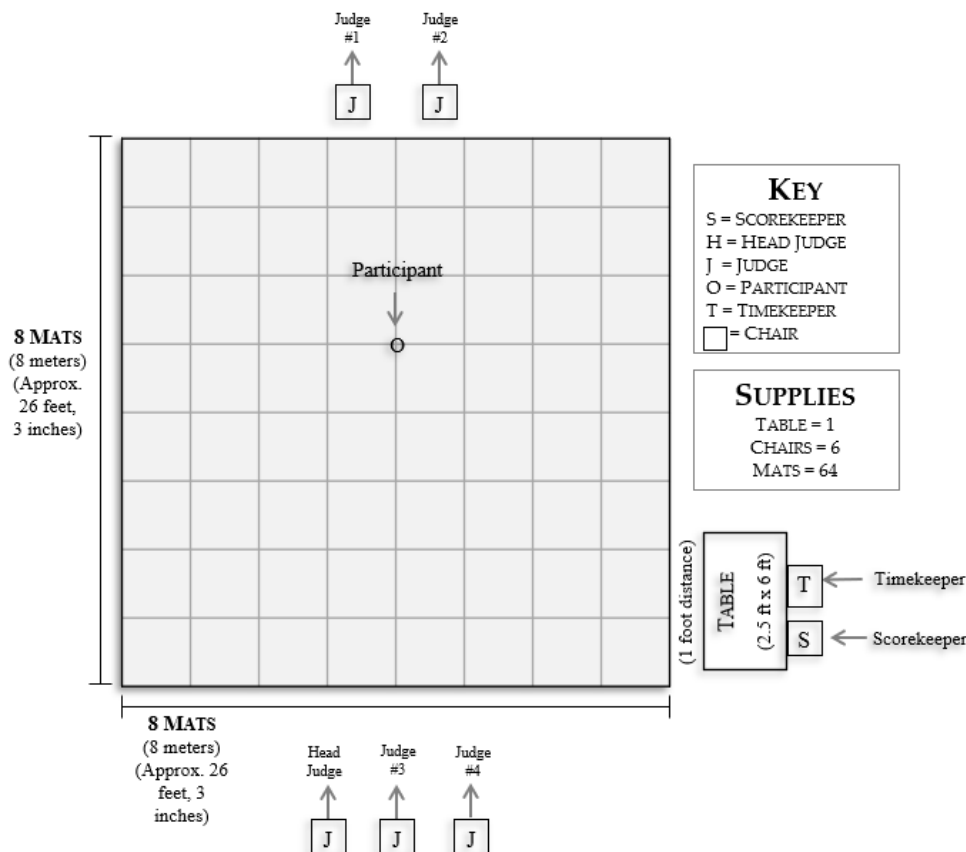 Judge
#1
Judge
#2
J
J
KEY
S = SCOREKEEPER
H = HEAD JUDGE
J = JUDGE
O = PARTICIPANT
T = TIMEKEEPER
= CHAIR
Participant
O
8 MATS
(8 meters)
(Approx.
26 feet,
3 inches)
SUPPLIES
TABLE = 1
CHAIRS = 6
MATS = 64
(1 foot distance)
TABLE
(2.5 ft x 6 ft)
T
Timekeeper
S
Scorekeeper
8 MATS
(8 meters)
(Approx. 26
feet, 3
inches)
Head
Judge
Judge
#3
Judge
#4
J
J
J